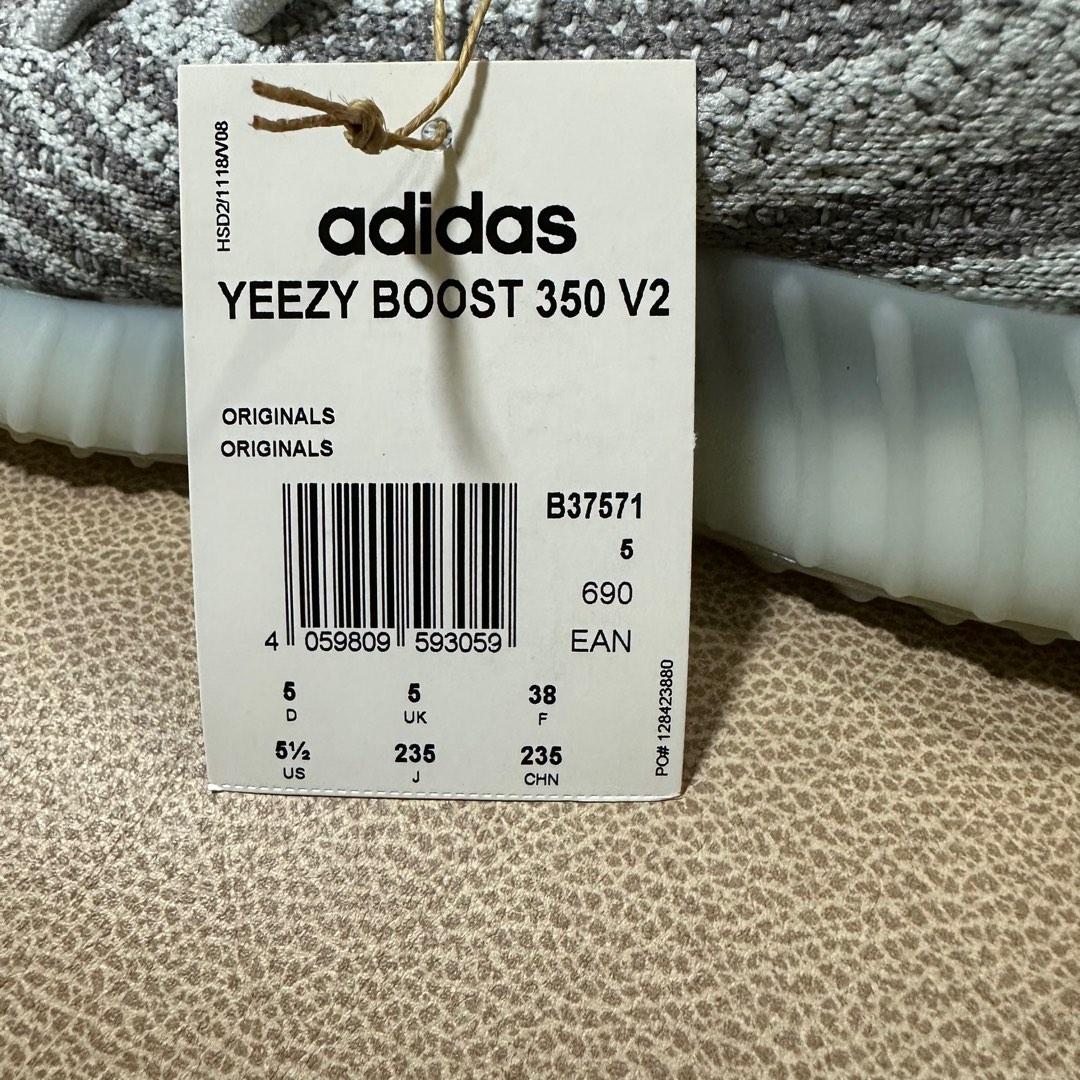 HSD2/1118/V08
adidas
YEEZY BOOST 350 V2
ORIGINALS
ORIGINALS
B37571
5
690
EAN
4 059809 593059
5 5 38
D UK F
5½ 235 235
US J CHN
PO# 128423880